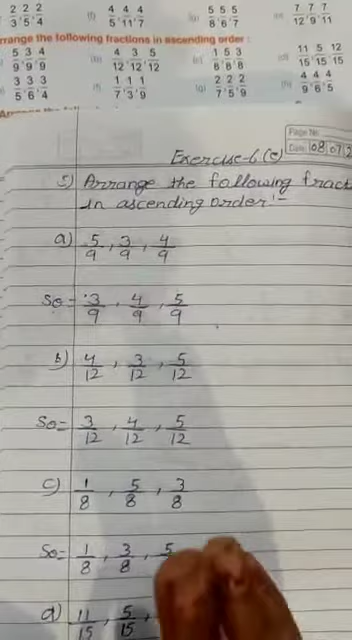 2/3, 2/5, 2/4 (f) 4/5, 4/11, 4/7 5/8, 5/6, 5/7 7/12, 7/9, 7/11
range the following fractions in ascending order :
5/9, 3/9, 4/9 (b) 4/12, 3/12, 5/12 (c) 1/8, 5/8, 3/8 (d) 11/15, 5/15, 12/15
3/5, 3/6, 3/4 (f) 1/7, 1/3, 1/9 (g) 2/7, 2/5, 2/9 (h) 4/9, 4/6, 4/5
Page No
Exercise-6(e) Date 08 07 2
5) Arrange the following fract
in ascending order:-
a) 5/9, 3/9, 4/9
So = 3/9, 4/9, 5/9
b) 4/12, 3/12, 5/12
So = 3/12, 4/12, 5/12
c) 1/8, 5/8, 3/8
So = 1/8, 3/8, 5
d) 11/15, 5/15,